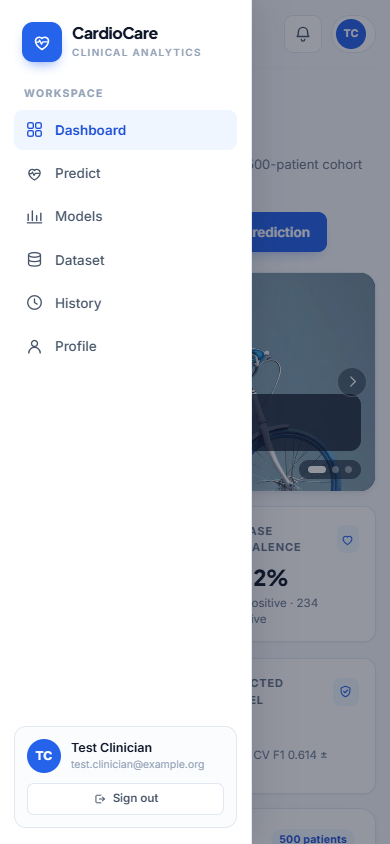 CardioCare
CLINICAL ANALYTICS
TC
WORKSPACE
Dashboard
Predict
500-patient cohort
Models
rediction
Dataset
History
Profile
ASE
ALENCE
2%
ositive · 234
ive
CTED
EL
CV F1 0.614 ±
500 patients
TC
Test Clinician
test.clinician@example.org
Sign out